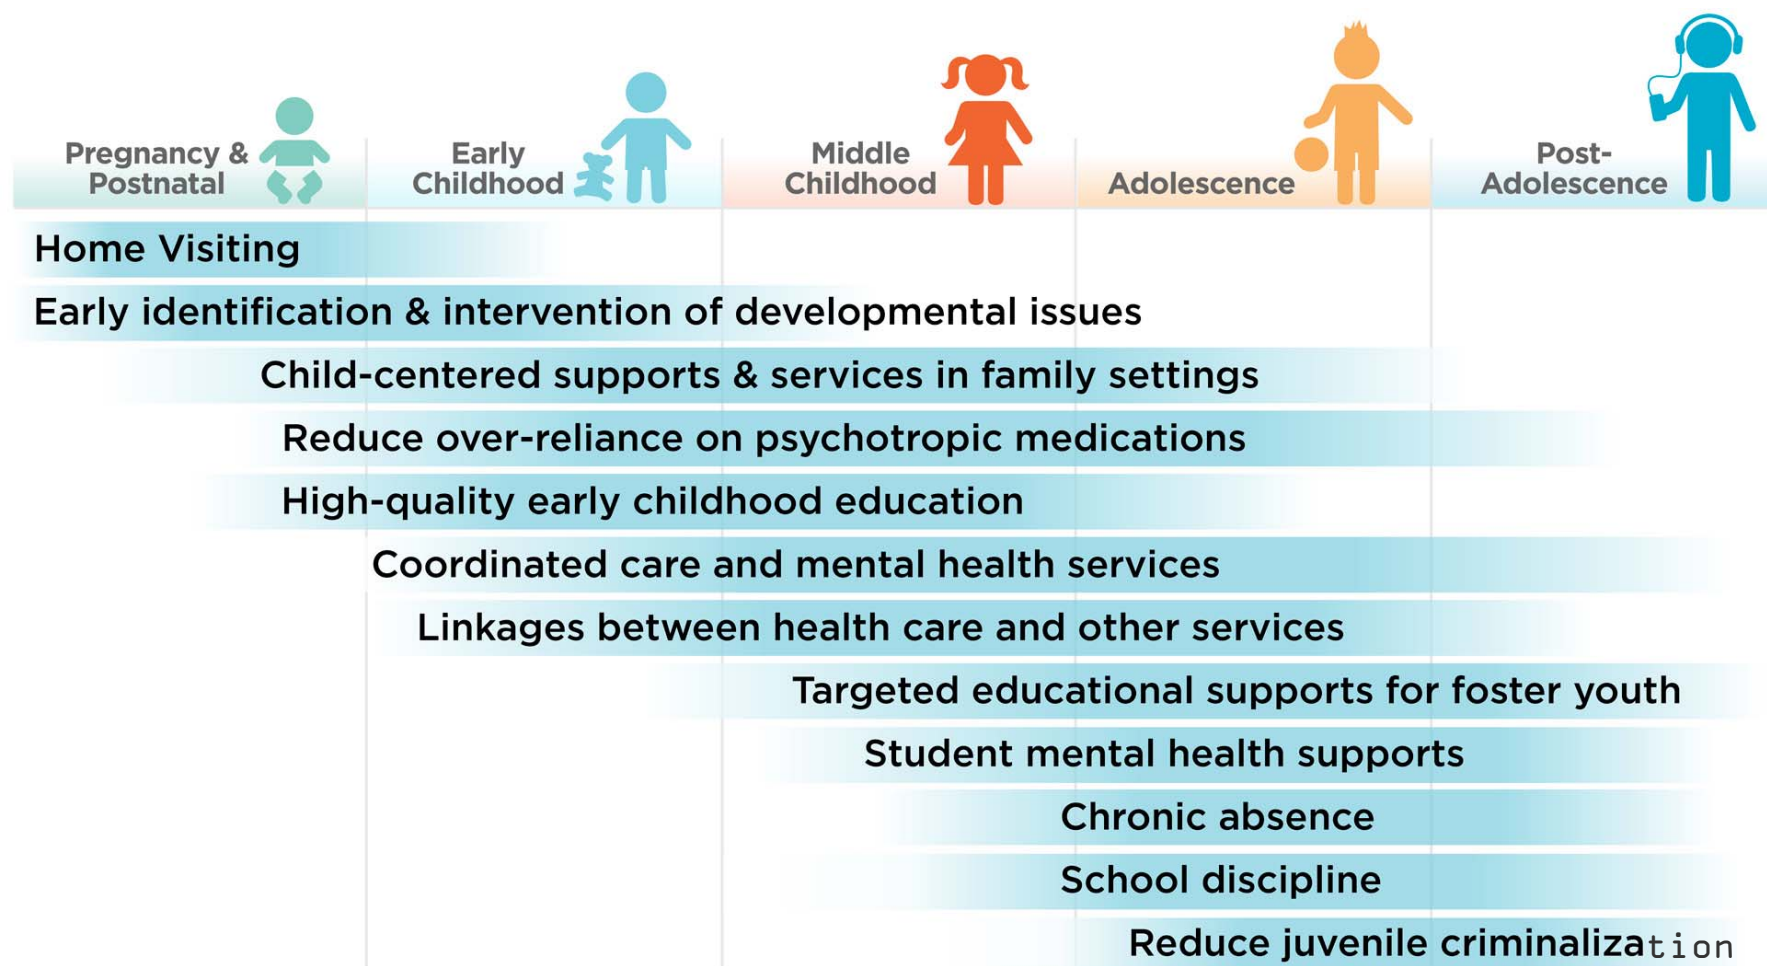 Pregnancy &
Postnatal
Early
Childhood
Middle
Childhood
Adolescence
Post-
Adolescence
Home Visiting
Early identification & intervention of developmental issues
Child-centered supports & services in family settings
Reduce over-reliance on psychotropic medications
High-quality early childhood education
Coordinated care and mental health services
Linkages between health care and other services
Targeted educational supports for foster youth
Student mental health supports
Chronic absence
School discipline
Reduce juvenile criminalization